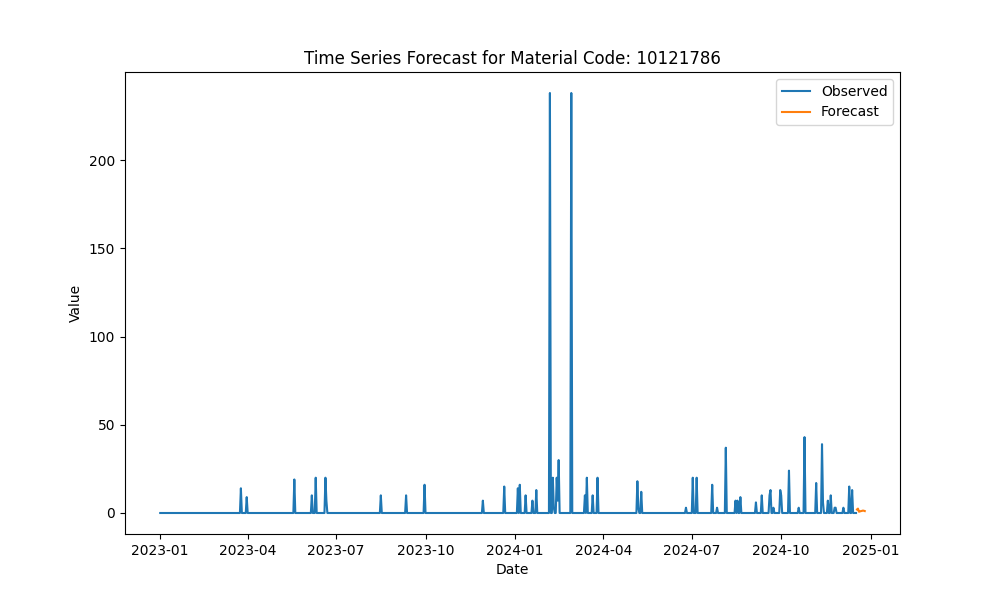 Time Series Forecast for Material Code: 10121786
Observed
Forecast
Value
200
150
100
50
0
2023-01
2023-04
2023-07
2023-10
2024-01
2024-04
2024-07
2024-10
2025-01
Date